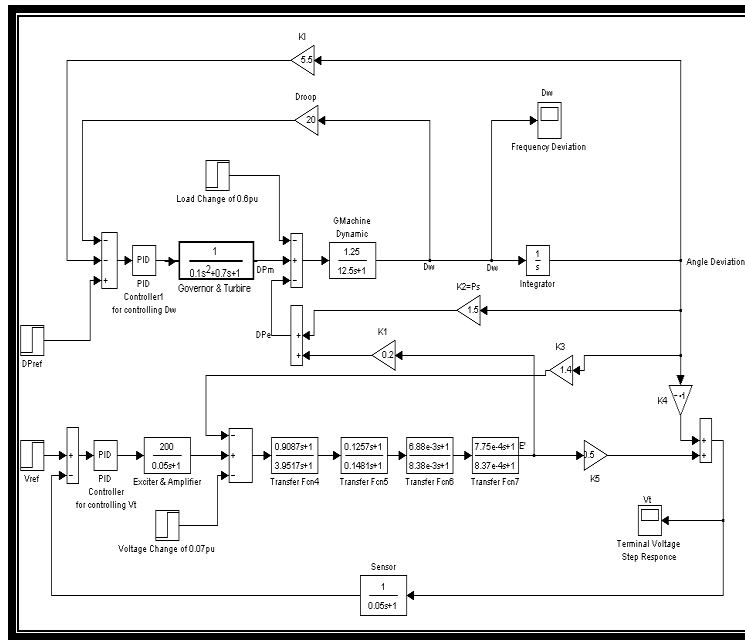 KI
5.5
Droop
20
Dw
Frequency Deviation
Load Change of 0.6pu
GMachine
Dynamic
− − +
PID
PID
Controller1
for controlling Dw
1
0.1s²+0.7s+1
Governor & Turbine
DPm
− + −
1.25
12.5s+1
Dw
Dw
1
s
Integrator
Angle Deviation
K2=Ps
1.5
DPe
+ +
K1
0.2
K3
1.4
DPref
K4
Vref
+ −
PID
PID
Controller
for controlling Vt
200
0.05s+1
Exciter & Amplifier
− + −
0.9087s+1
3.9517s+1
Transfer Fcn4
0.1257s+1
0.1481s+1
Transfer Fcn5
6.88e-3s+1
8.38e-3s+1
Transfer Fcn6
7.75e-4s+1
8.37e-4s+1
Transfer Fcn7
E'
0.5
K5
+ +
Voltage Change of 0.07pu
Vt
Terminal Voltage
Step Responce
Sensor
1
0.05s+1